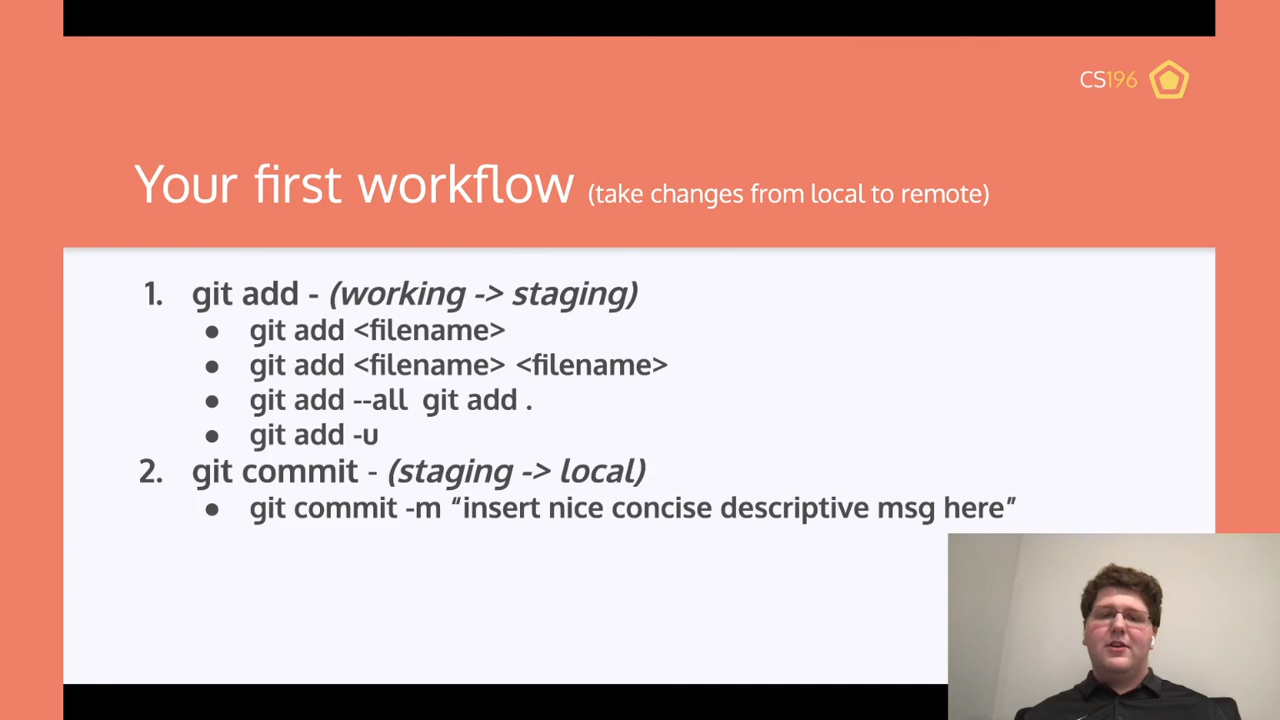 CS196
Your first workflow (take changes from local to remote)
1. git add - (working -> staging)
● git add <filename>
● git add <filename> <filename>
● git add --all  git add .
● git add -u
2. git commit - (staging -> local)
● git commit -m “insert nice concise descriptive msg here”